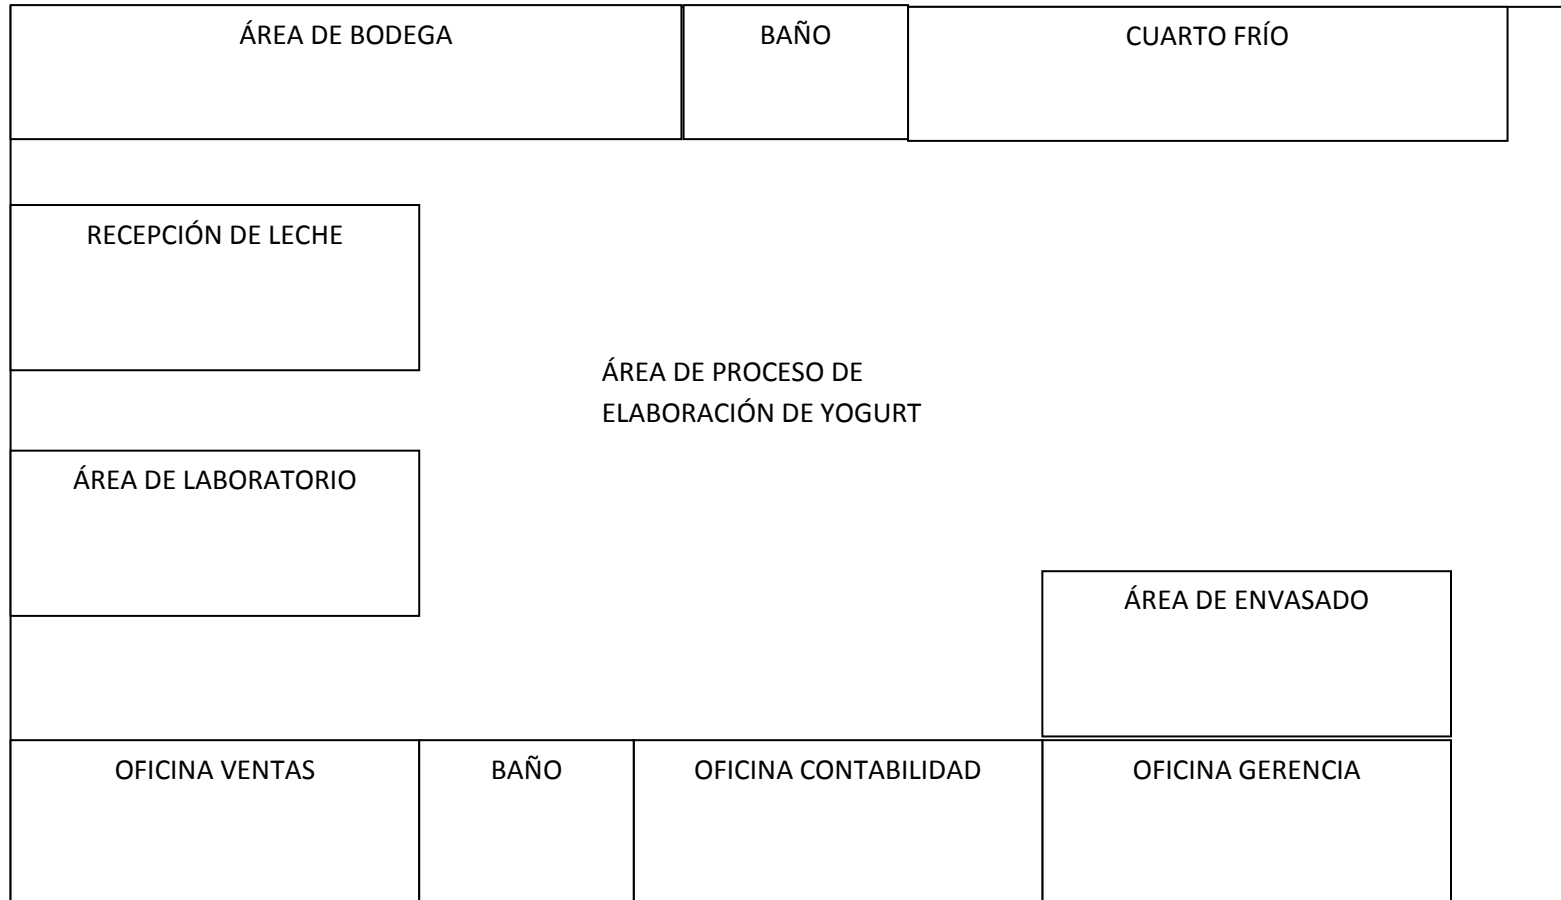 ÁREA DE BODEGA
BAÑO
CUARTO FRÍO
RECEPCIÓN DE LECHE
ÁREA DE PROCESO DE
ELABORACIÓN DE YOGURT
ÁREA DE LABORATORIO
ÁREA DE ENVASADO
OFICINA VENTAS
BAÑO
OFICINA CONTABILIDAD
OFICINA GERENCIA